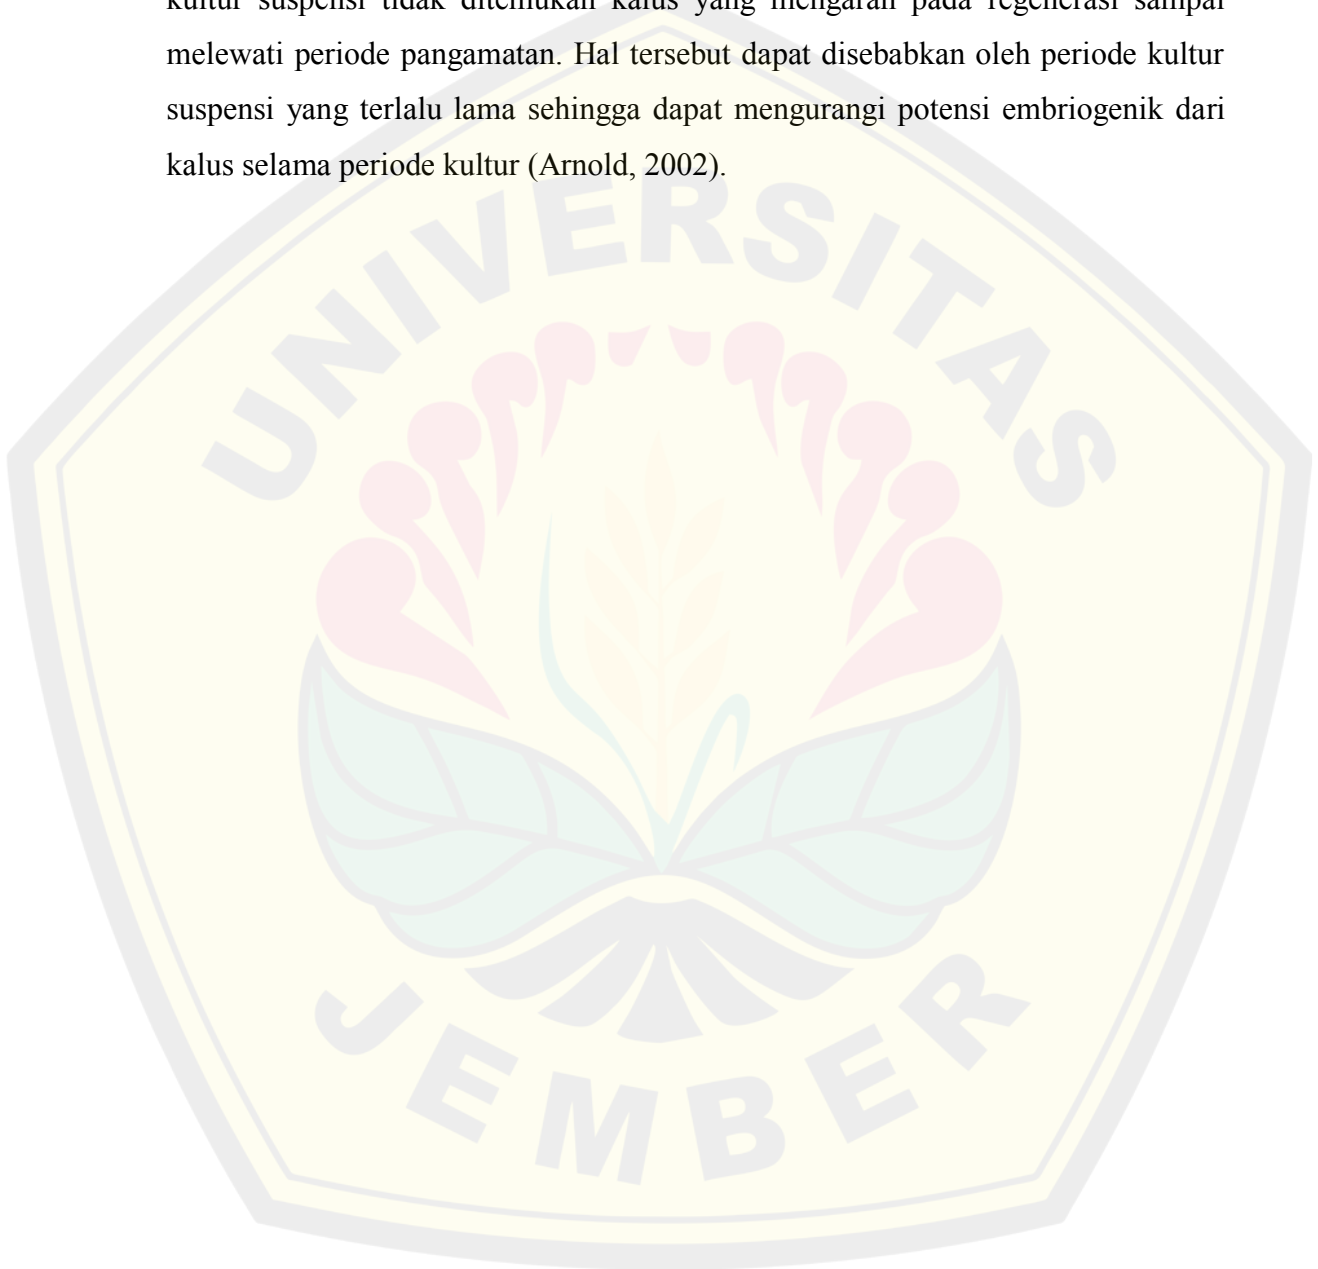 kultur suspensi tidak ditemukan kalus yang mengarah pada regenerasi sampai
melewati periode pangamatan. Hal tersebut dapat disebabkan oleh periode kultur
suspensi yang terlalu lama sehingga dapat mengurangi potensi embriogenik dari
kalus selama periode kultur (Arnold, 2002).
UNIVERSITAS
JEMBER